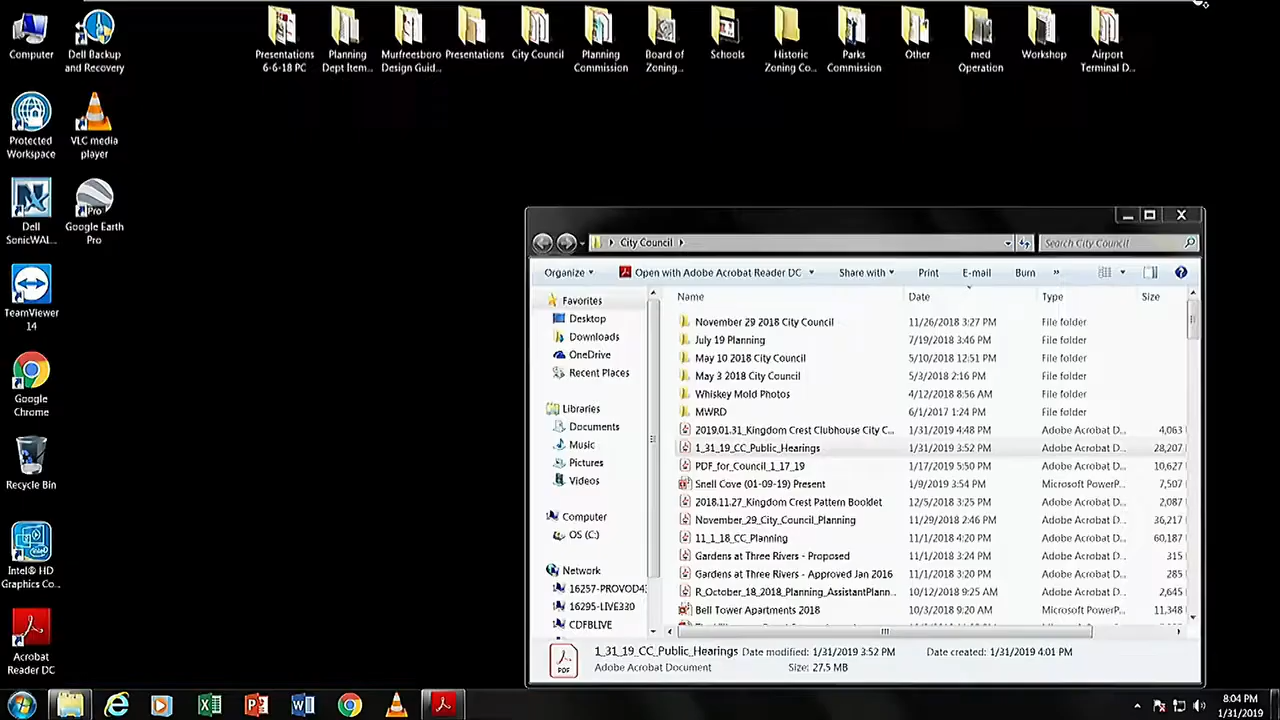 Computer
Dell Backup
and Recovery
Presentations
6-6-18 PC
Planning
Dept Item...
Murfreesboro
Design Guid...
Presentations
City Council
Planning
Commission
Board of
Zoning...
Schools
Historic
Zoning Co...
Parks
Commission
Other
med
Operation
Workshop
Airport
Terminal D...
Protected
Workspace
VLC media
player
Dell
SonicWAL...
Pro
Google Earth
Pro
TeamViewer
14
Google
Chrome
Recycle Bin
Intel® HD
Graphics Co...
Acrobat
Reader DC
City Council
Search City Council
Organize
Open with Adobe Acrobat Reader DC
Share with
Print
E-mail
Burn
»
Favorites
Desktop
Downloads
OneDrive
Recent Places
Libraries
Documents
Music
Pictures
Videos
Computer
OS (C:)
Network
16257-PROVOD4
16295-LIVE330
CDFBLIVE
Name Date Type Size
November 29 2018 City Council 11/26/2018 3:27 PM File folder
July 19 Planning 7/19/2018 3:46 PM File folder
May 10 2018 City Council 5/10/2018 12:51 PM File folder
May 3 2018 City Council 5/3/2018 2:16 PM File folder
Whiskey Mold Photos 4/12/2018 8:56 AM File folder
MWRD 6/1/2017 1:24 PM File folder
2019.01.31_Kingdom Crest Clubhouse City C... 1/31/2019 4:48 PM Adobe Acrobat D... 4,063
1_31_19_CC_Public_Hearings 1/31/2019 3:52 PM Adobe Acrobat D... 28,207
PDF_for_Council_1_17_19 1/17/2019 5:50 PM Adobe Acrobat D... 10,627
Snell Cove (01-09-19) Present 1/9/2019 3:54 PM Microsoft PowerP... 7,507
2018.11.27_Kingdom Crest Pattern Booldet 12/5/2018 3:25 PM Adobe Acrobat D... 2,087
November_29_City_Council_Planning 11/29/2018 2:46 PM Adobe Acrobat D... 36,217
11_1_18_CC_Planning 11/1/2018 4:20 PM Adobe Acrobat D... 60,187
Gardens at Three Rivers - Proposed 11/1/2018 3:24 PM Adobe Acrobat D... 315
Gardens at Three Rivers - Approved Jan 2016 11/1/2018 3:20 PM Adobe Acrobat D... 285
R_October_18_2018_Planning_AssistantPlann... 10/12/2018 9:25 AM Adobe Acrobat D... 2,645
Bell Tower Apartments 2018 10/3/2018 9:20 AM Microsoft PowerP... 11,348
1_31_19_CC_Public_Hearings Date modified: 1/31/2019 3:52 PM Date created: 1/31/2019 4:01 PM
Adobe Acrobat Document Size: 27.5 MB
PDF
8:04 PM
1/31/2019